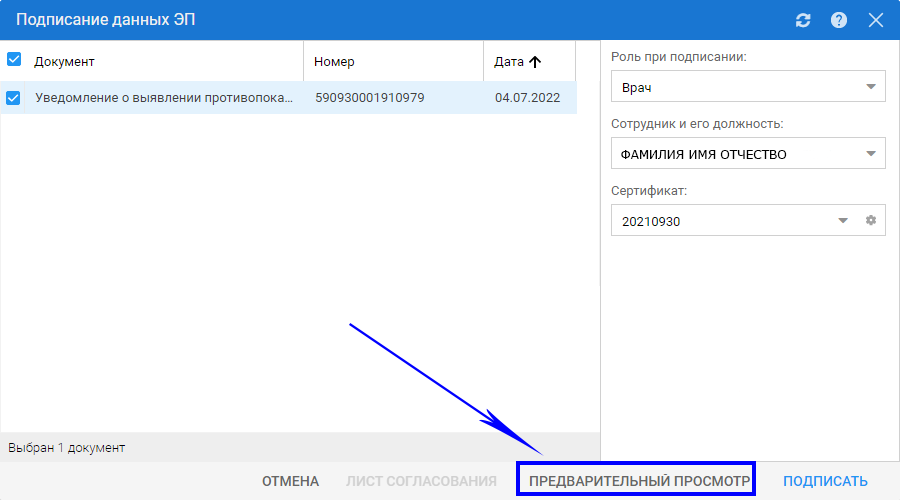 Подписание данных ЭП
Документ Номер Дата
Уведомление о выявлении противопока... 590930001910979 04.07.2022
Роль при подписании:
Врач
Сотрудник и его должность:
ФАМИЛИЯ ИМЯ ОТЧЕСТВО
Сертификат:
20210930
Выбран 1 документ
ОТМЕНА ЛИСТ СОГЛАСОВАНИЯ ПРЕДВАРИТЕЛЬНЫЙ ПРОСМОТР ПОДПИСАТЬ